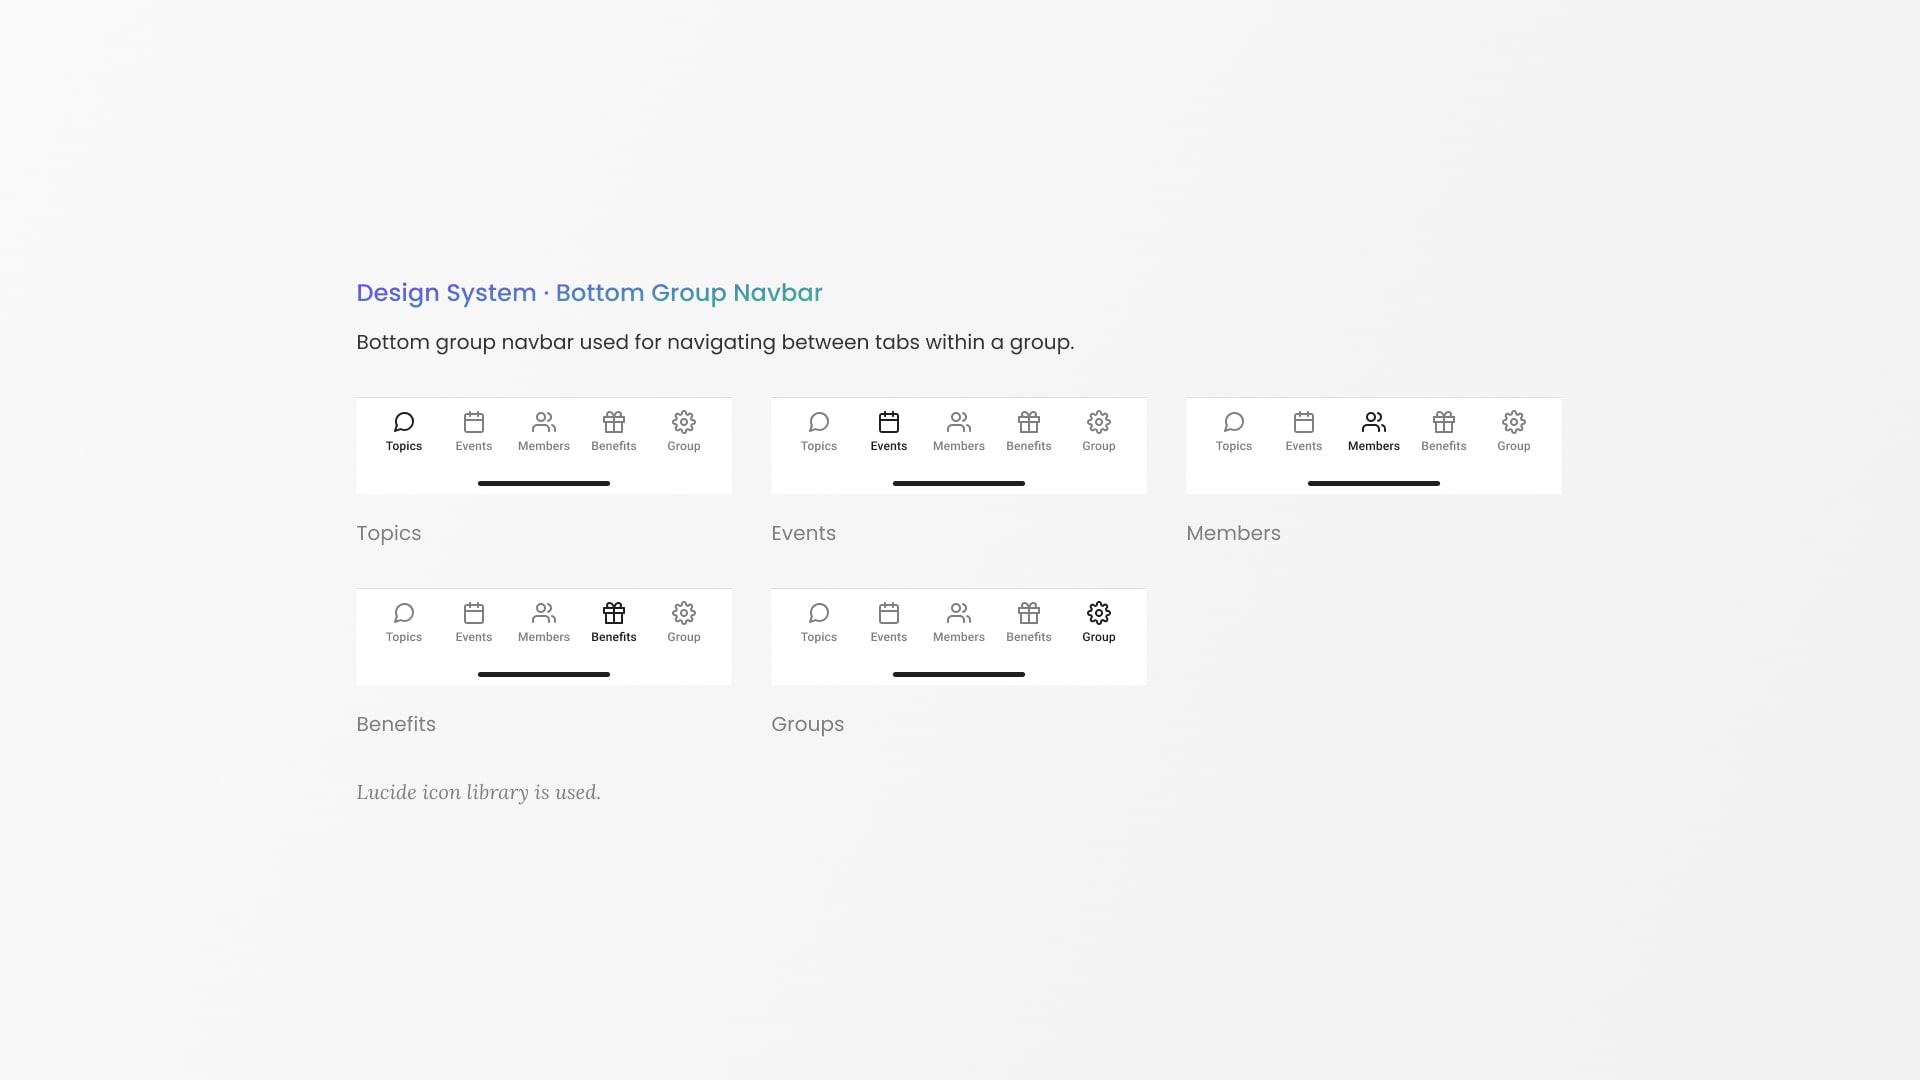 Design System · Bottom Group Navbar
Bottom group navbar used for navigating between tabs within a group.
Topics Events Members Benefits Group
Topics
Topics Events Members Benefits Group
Events
Topics Events Members Benefits Group
Members
Topics Events Members Benefits Group
Benefits
Topics Events Members Benefits Group
Groups
Lucide icon library is used.